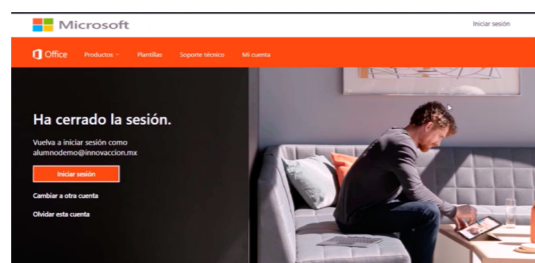 Microsoft
Iniciar sesión
Office
Productos
Plantillas
Soporte técnico
Mi cuenta
Ha cerrado la sesión.
Vuelva a iniciar sesión como
alumnodemo@innovaccion.mx
Iniciar sesión
Cambiar a otra cuenta
Olvidar esta cuenta